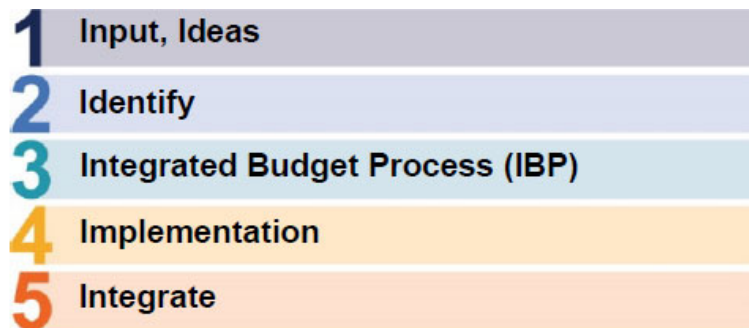 1 Input, Ideas
2 Identify
3 Integrated Budget Process (IBP)
4 Implementation
5 Integrate